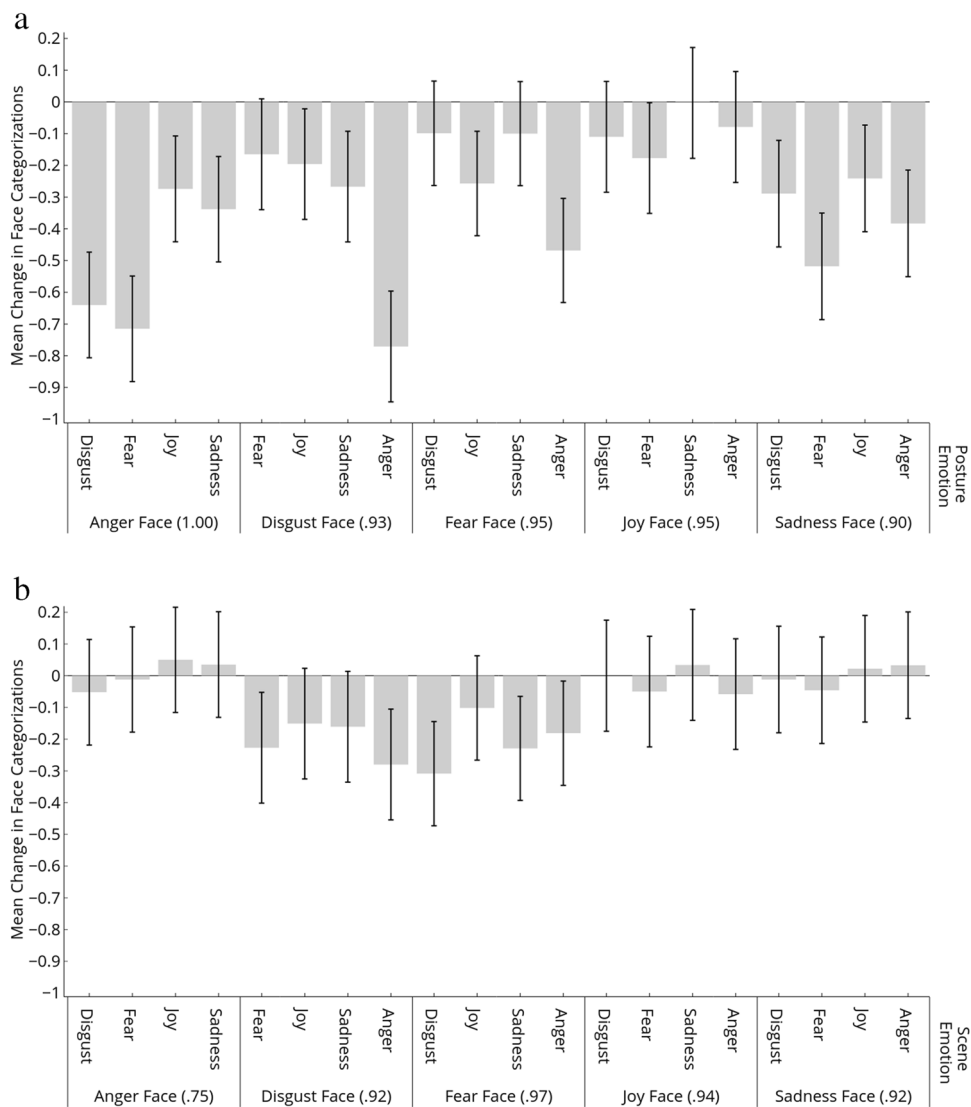 a
Mean Change in Face Categorizations
0.2
0.1
0
−0.1
−0.2
−0.3
−0.4
−0.5
−0.6
−0.7
−0.8
−0.9
−1
Disgust
Fear
Joy
Sadness
Fear
Joy
Sadness
Anger
Disgust
Joy
Sadness
Anger
Disgust
Fear
Sadness
Anger
Disgust
Fear
Joy
Anger
Posture
Emotion
Anger Face (1.00)
Disgust Face (.93)
Fear Face (.95)
Joy Face (.95)
Sadness Face (.90)
b
Mean Change in Face Categorizations
0.2
0.1
0
−0.1
−0.2
−0.3
−0.4
−0.5
−0.6
−0.7
−0.8
−0.9
−1
Disgust
Fear
Joy
Sadness
Fear
Joy
Sadness
Anger
Disgust
Joy
Sadness
Anger
Disgust
Fear
Sadness
Anger
Disgust
Fear
Joy
Anger
Scene
Emotion
Anger Face (.75)
Disgust Face (.92)
Fear Face (.97)
Joy Face (.94)
Sadness Face (.92)